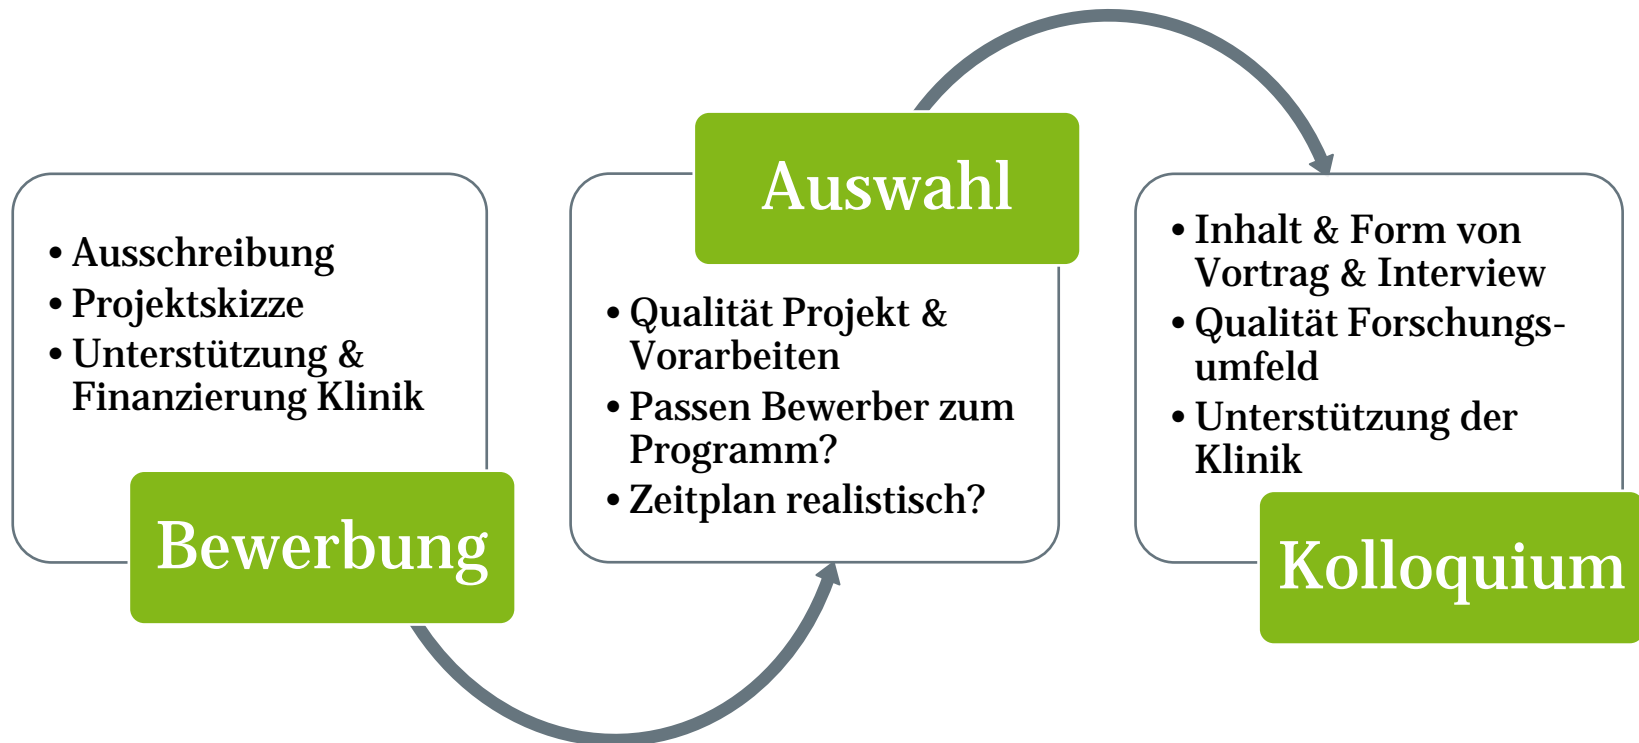 • Ausschreibung
• Projektskizze
• Unterstützung &
Finanzierung Klinik
Bewerbung
Auswahl
• Qualität Projekt &
Vorarbeiten
• Passen Bewerber zum
Programm?
• Zeitplan realistisch?
• Inhalt & Form von
Vortrag & Interview
• Qualität Forschungs-
umfeld
• Unterstützung der
Klinik
Kolloquium